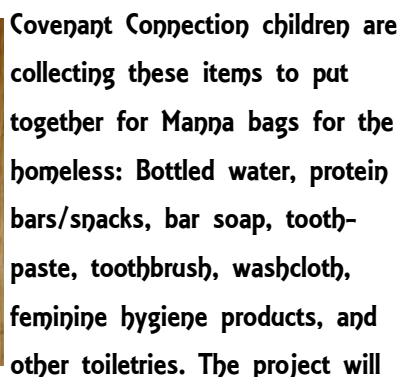 Covenant Connection children are
collecting these items to put
together for Manna bags for the
homeless: Bottled water, protein
bars/snacks, bar soap, tooth-
paste, toothbrush, washcloth,
feminine hygiene products, and
other toiletries. The project will